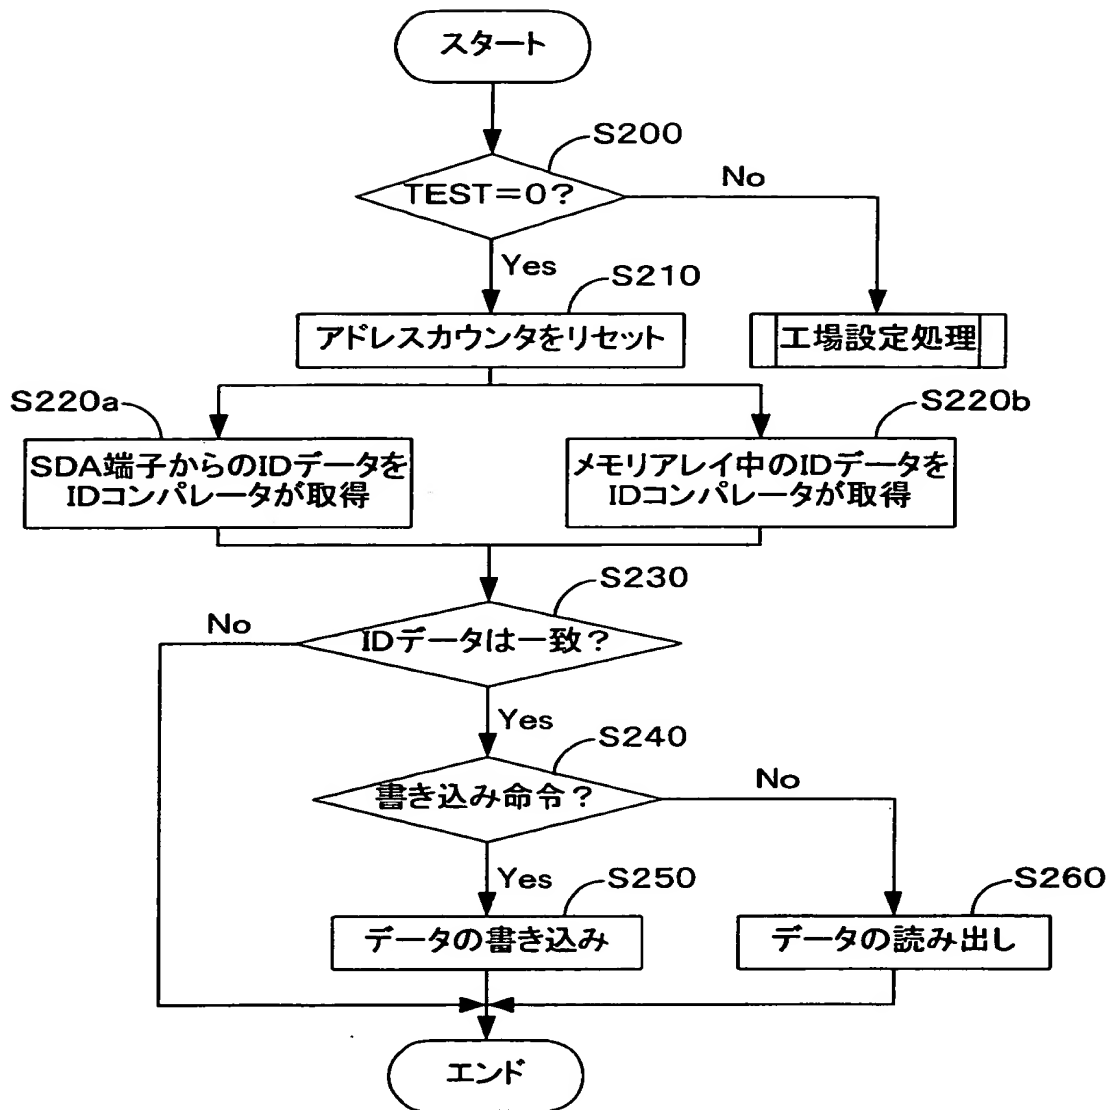 スタート
S200
TEST=0?
No
Yes
S210
アドレスカウンタをリセット
工場設定処理
S220a
S220b
SDA端子からのIDデータを
IDコンパレータが取得
メモリアレイ中のIDデータを
IDコンパレータが取得
S230
No
IDデータは一致?
Yes
S240
書き込み命令?
No
Yes
S250
S260
データの書き込み
データの読み出し
エンド